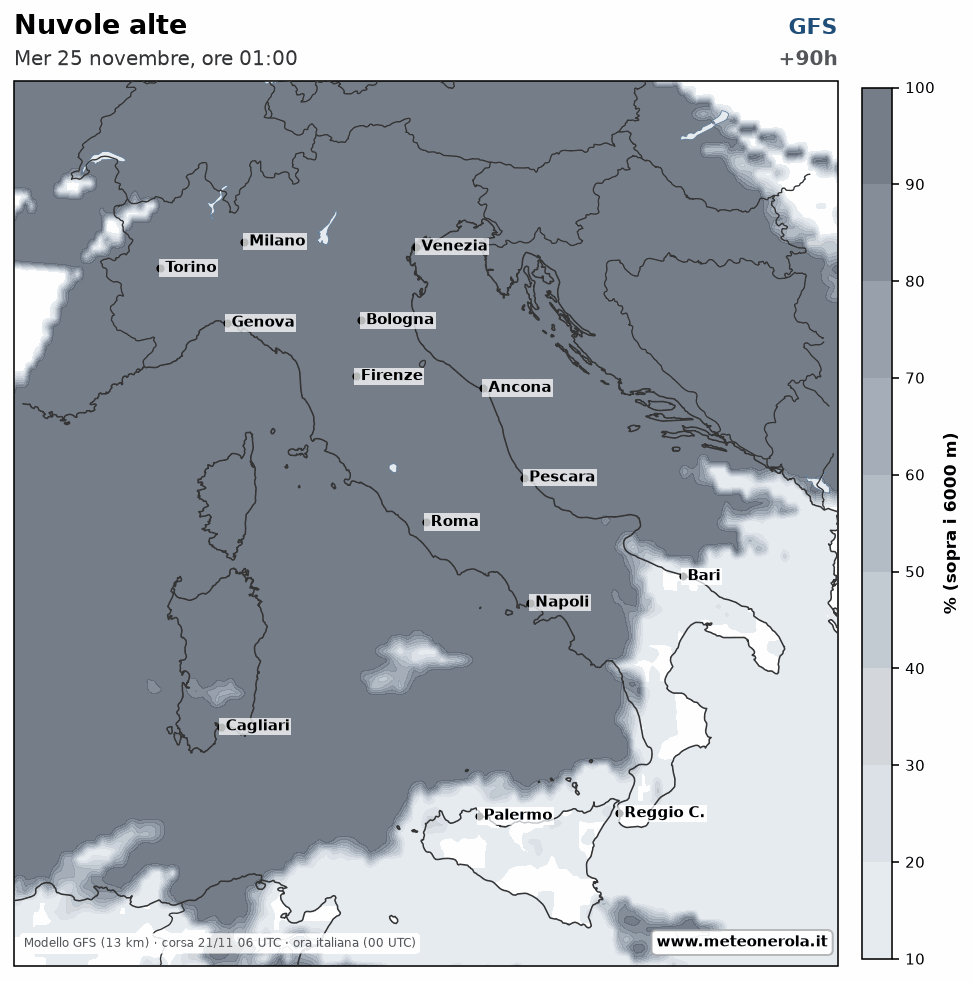 Nuvole alte
GFS
Mer 25 novembre, ore 01:00
+90h
Milano
Venezia
Torino
Genova
Bologna
Firenze
Ancona
Pescara
Roma
Bari
Napoli
Cagliari
Palermo
Reggio C.
Modello GFS (13 km) · corsa 21/11 06 UTC · ora italiana (00 UTC)
www.meteonerola.it
100
90
80
70
60
50
40
30
20
10
% (sopra i 6000 m)